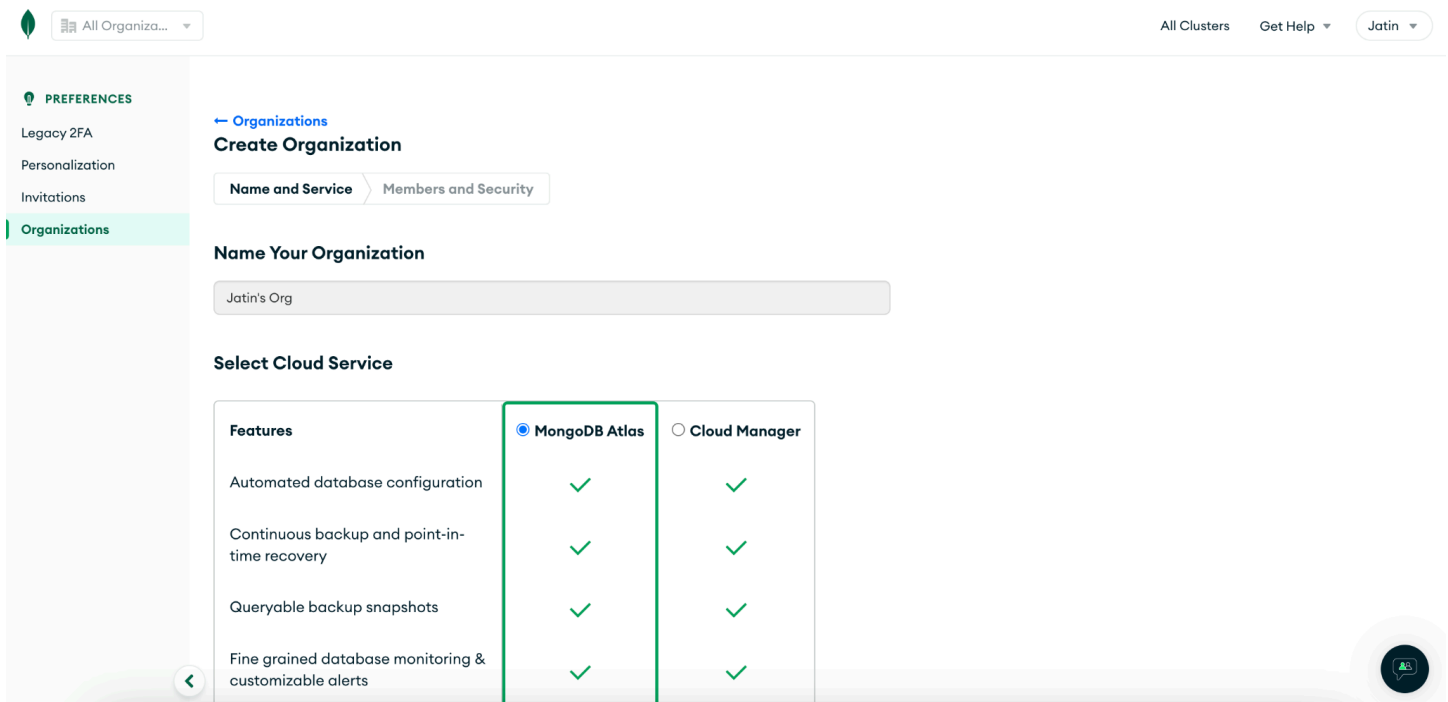 All Organiza...
All Clusters
Get Help
Jatin
PREFERENCES
Legacy 2FA
Personalization
Invitations
Organizations
← Organizations
Create Organization
Name and Service
Members and Security
Name Your Organization
Jatin's Org
Select Cloud Service
Features
MongoDB Atlas
Cloud Manager
Automated database configuration
Continuous backup and point-in-
time recovery
Queryable backup snapshots
Fine grained database monitoring &
customizable alerts